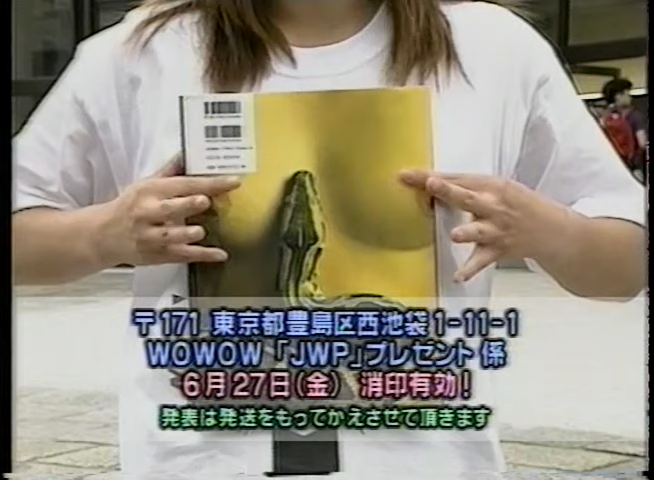 〒171 東京都豊島区西池袋1-11-1
WOWOW「JWP」プレゼント係
6月27日(金) 消印有効!
発表は発送をもってかえさせて頂きます